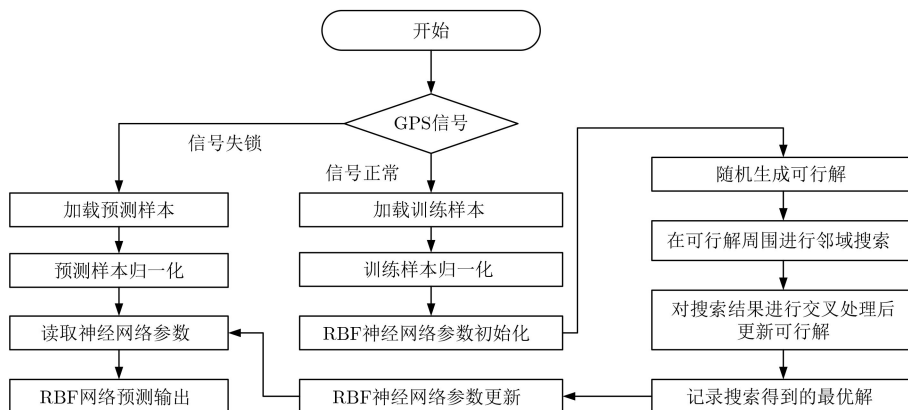 开始
GPS信号
信号失锁
信号正常
加载预测样本
预测样本归一化
读取神经网络参数
RBF网络预测输出
加载训练样本
训练样本归一化
RBF神经网络参数初始化
RBF神经网络参数更新
随机生成可行解
在可行解周围进行邻域搜索
对搜索结果进行交叉处理后
更新可行解
记录搜索得到的最优解